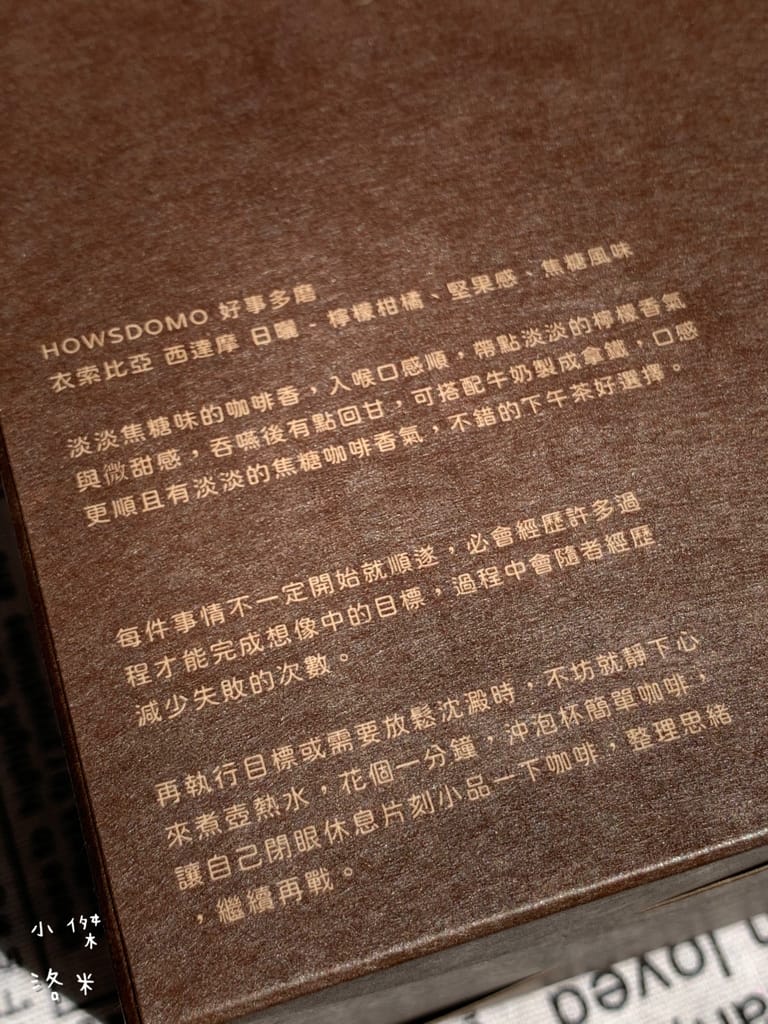 HOWSDOMO 好事多磨
衣索比亞 西達摩 日曬 - 檸檬柑橘、堅果感、焦糖風味
淡淡焦糖味的咖啡香，入喉口感順，帶點淡淡的檸檬香氣
與微甜感，吞嚥後有點回甘，可搭配牛奶製成拿鐵，口感
更順且有淡淡的焦糖咖啡香氣，不錯的下午茶好選擇。
每件事情不一定開始就順遂，必會經歷許多過
程才能完成想像中的目標，過程中會隨者經歷
減少失敗的次數。
再執行目標或需要放鬆沈澱時，不坊就靜下心
來煮壺熱水，花個一分鐘，沖泡杯簡單咖啡；
讓自己閉眼休息片刻小品一下咖啡，整理思緒
，繼續再戰。
小傑
洛米
loved